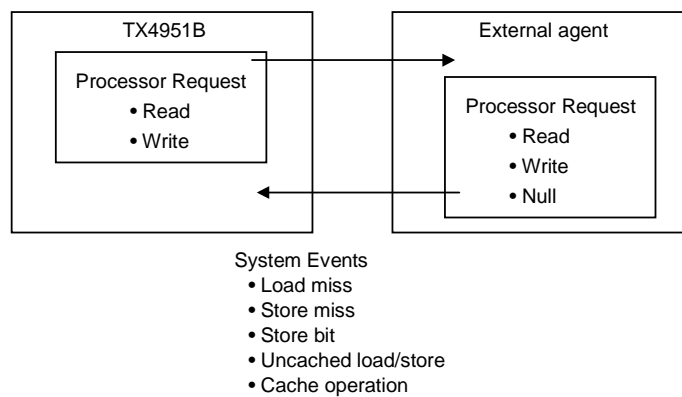 TX4951B
Processor Request
• Read
• Write
External agent
Processor Request
• Read
• Write
• Null
System Events
• Load miss
• Store miss
• Store bit
• Uncached load/store
• Cache operation